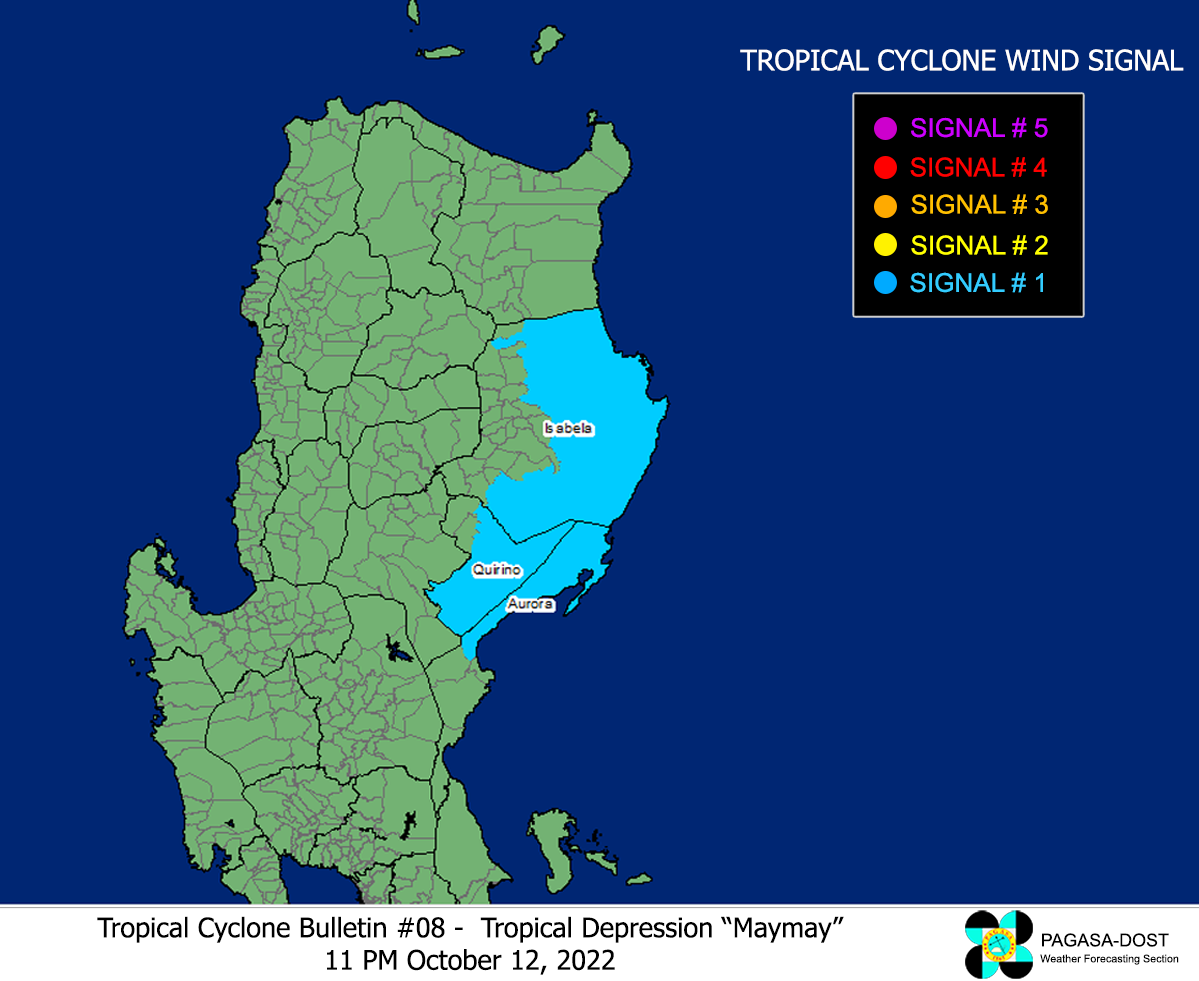 TROPICAL CYCLONE WIND SIGNAL
SIGNAL # 5
SIGNAL # 4
SIGNAL # 3
SIGNAL # 2
SIGNAL # 1
Isabela
Quirino
Aurora
Tropical Cyclone Bulletin #08 - Tropical Depression “Maymay”
11 PM October 12, 2022
PAGASA-DOST
Weather Forecasting Section